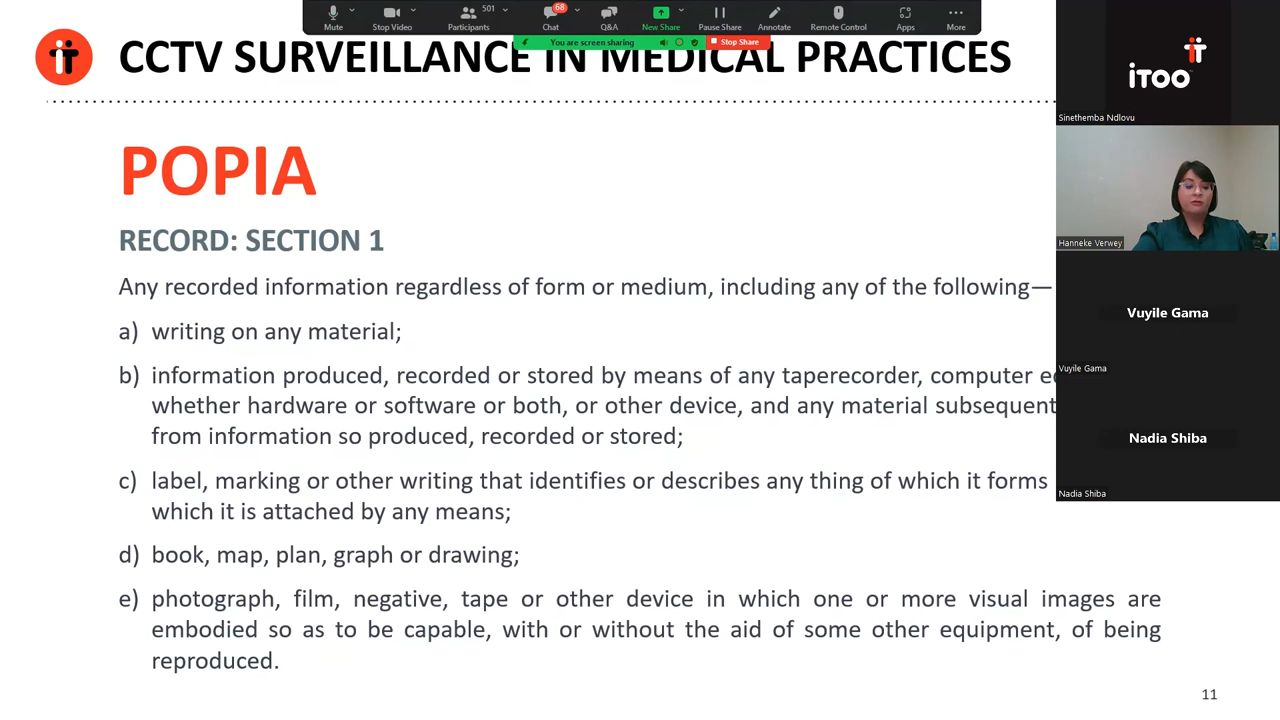 Mute
Stop Video
Participants
501
Chat
68
Q&A
New Share
Pause Share
Annotate
Remote Control
Apps
More
You are screen sharing
Stop Share
CCTV SURVEILLANCE IN MEDICAL PRACTICES
iTOO
Sinethemba Ndlovu
POPIA
Hanneke Verwey
RECORD: SECTION 1
Any recorded information regardless of form or medium, including any of the following—
Vuyile Gama
a) writing on any material;
Vuyile Gama
b) information produced, recorded or stored by means of any taperecorder, computer
whether hardware or software or both, or other device, and any material
from information so produced, recorded or stored;
Nadia Shiba
c) label, marking or other writing that identifies or describes any thing of which it forms
Nadia Shiba
which it is attached by any means;
d) book, map, plan, graph or drawing;
e) photograph, film, negative, tape or other device in which one or more visual images are
embodied so as to be capable, with or without the aid of some other equipment, of being
reproduced.
11